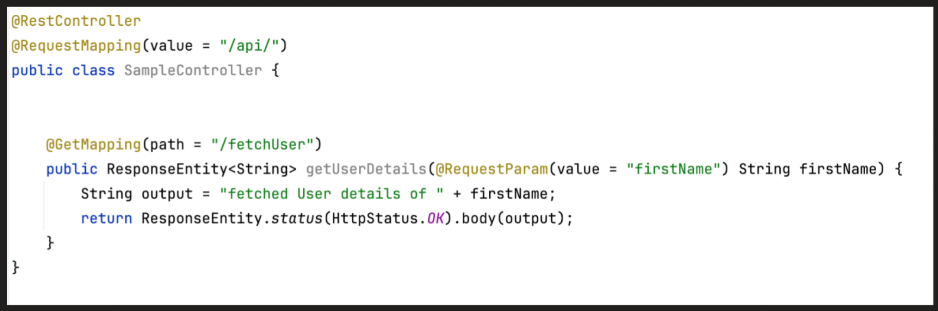 @RestController
@RequestMapping(value = "/api/")
public class SampleController {
@GetMapping(path = "/fetchUser")
public ResponseEntity<String> getUserDetails(@RequestParam(value = "firstName") String firstName) {
String output = "fetched User details of " + firstName;
return ResponseEntity.status(HttpStatus.OK).body(output);
}
}